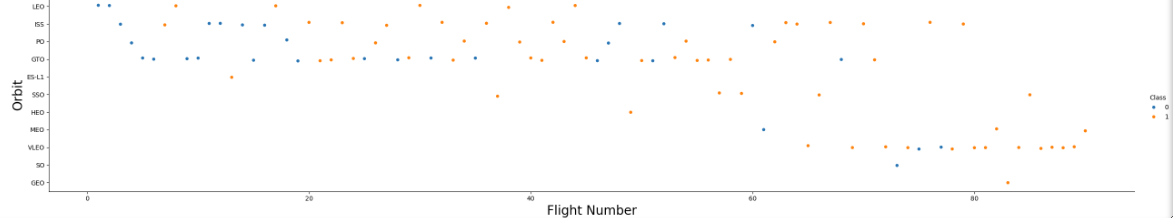 LEO
ISS
PO
GTO
ES-L1
SSO
HEO
MEO
VLEO
SO
GEO
Orbit
0 20 40 60 80
Flight Number
Class
0
1